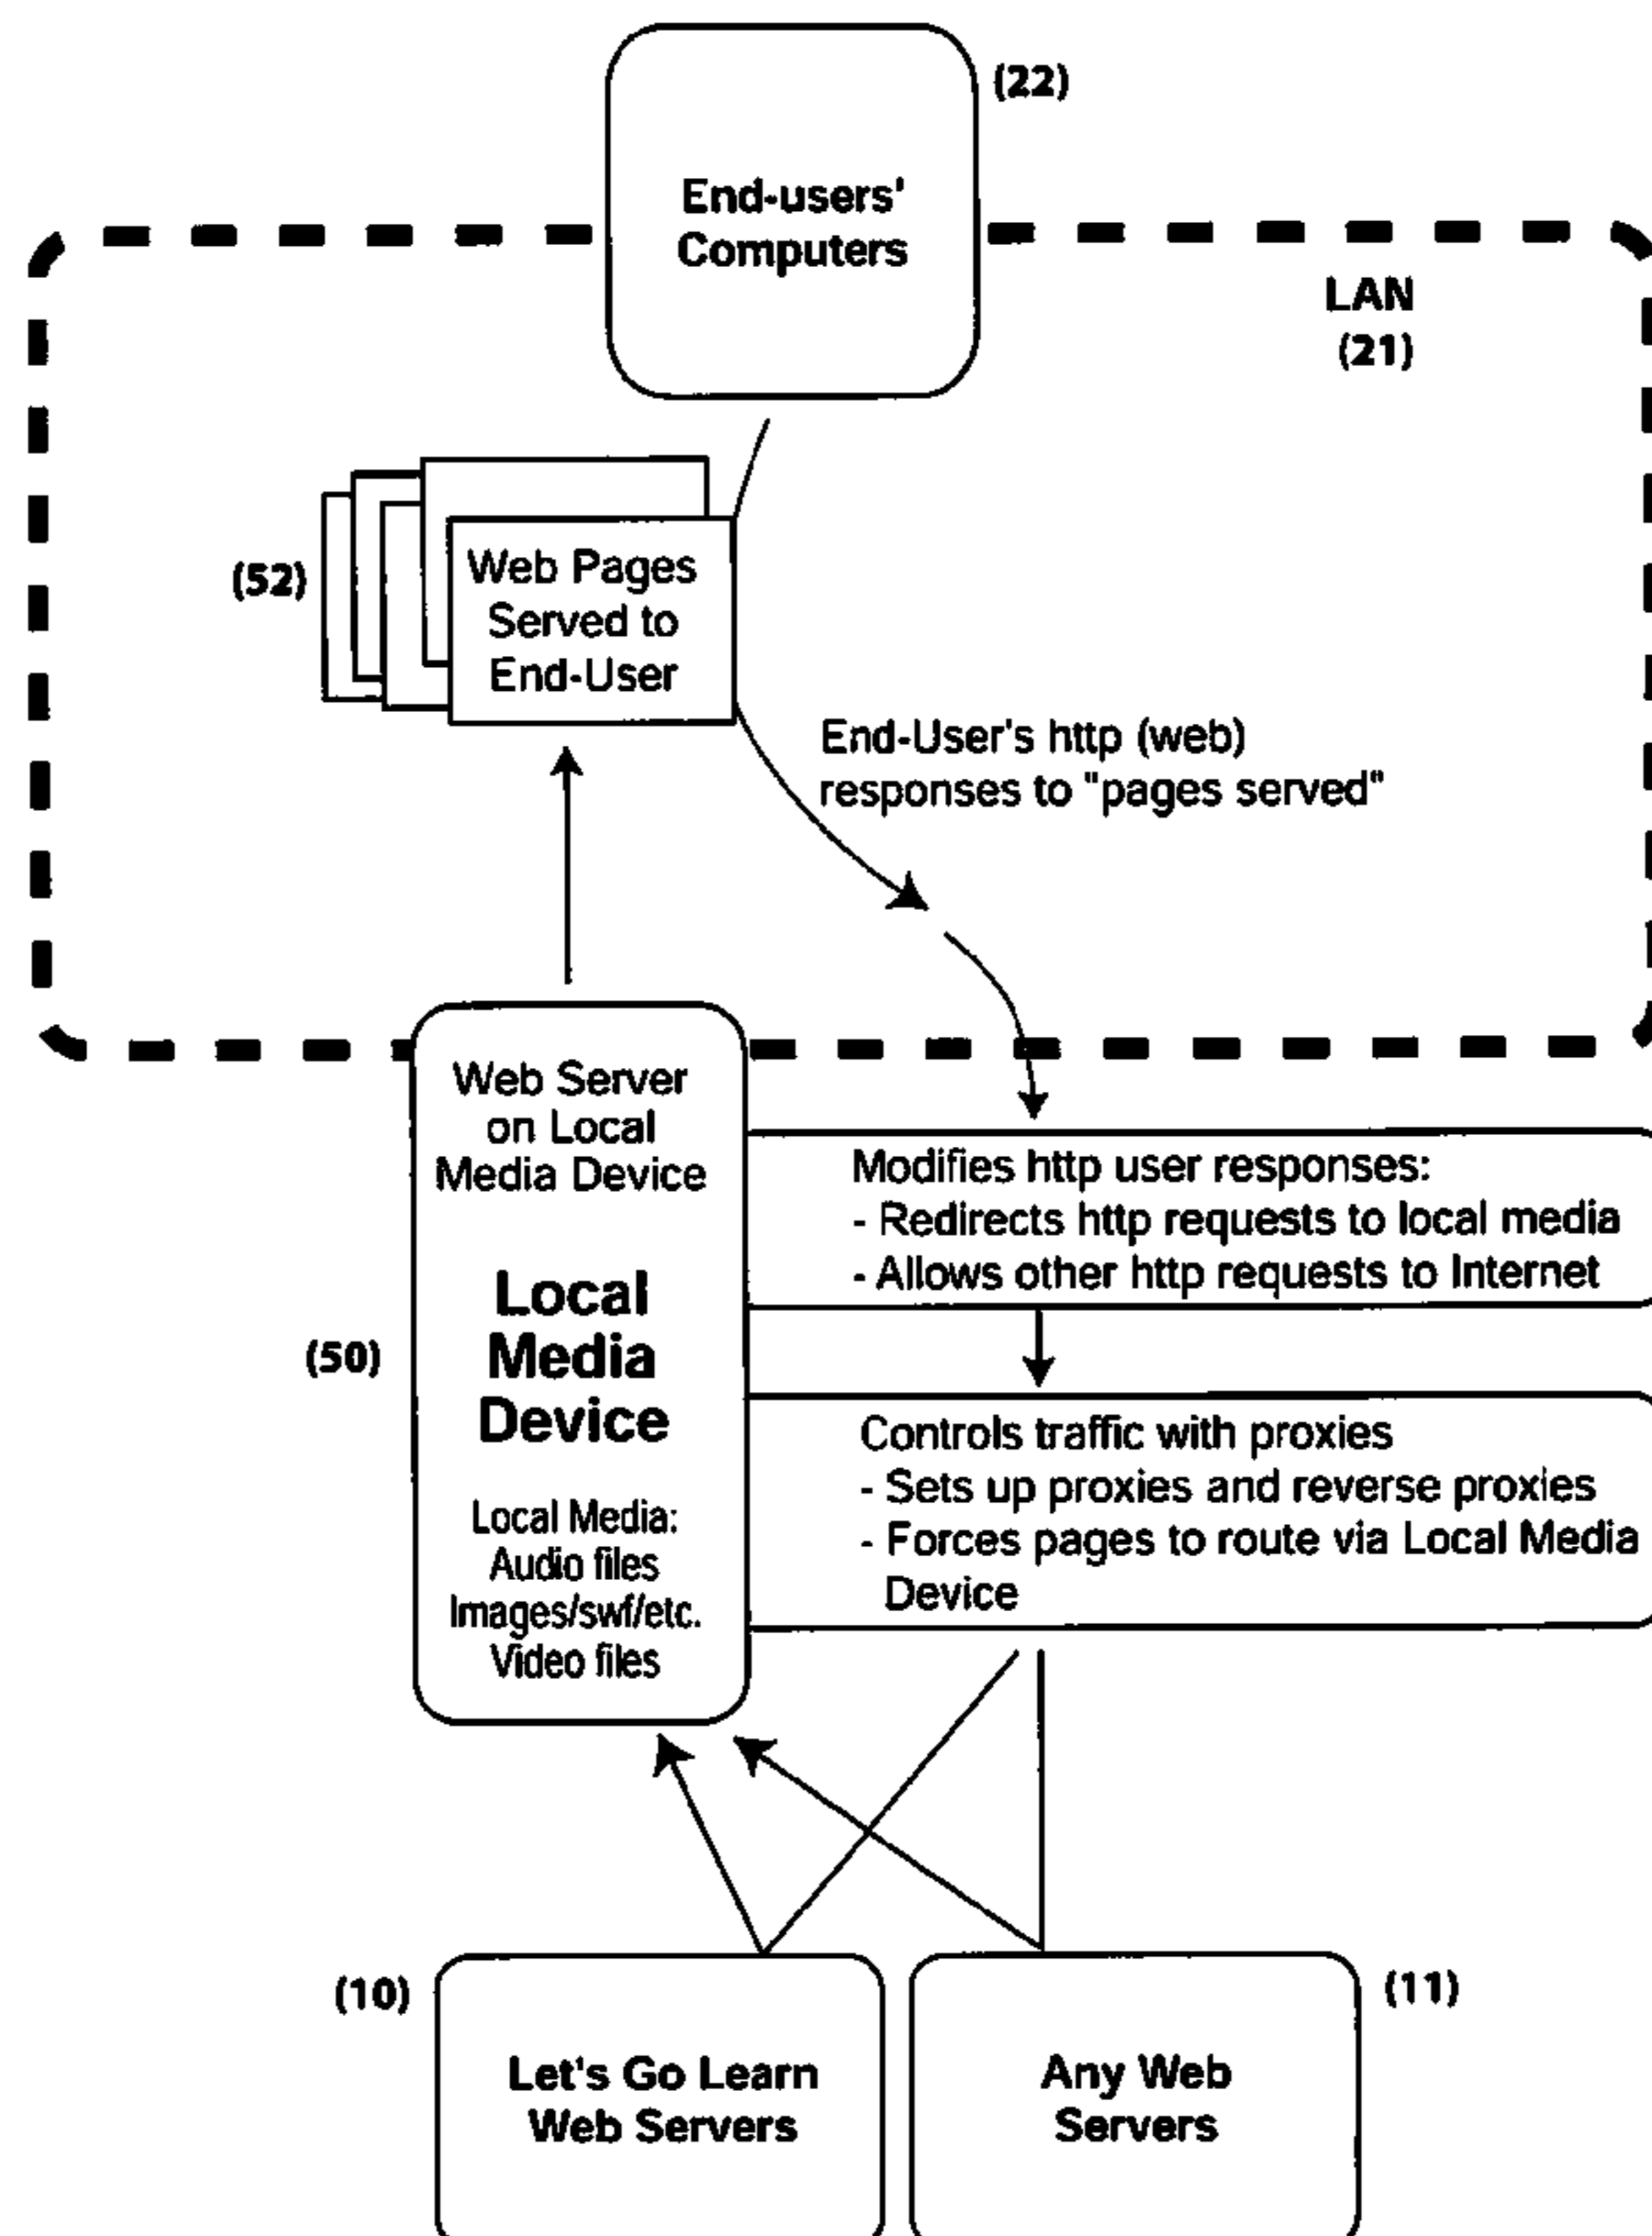 (22)
End-users'
Computers
LAN
(21)
(52)
Web Pages
Served to
End-User
End-User's http (web)
responses to "pages served"
Web Server
on Local
Media Device
Local
Media
Device
(50)
Local Media:
Audio files
Images/swf/etc.
Video files
Modifies http user responses:
- Redirects http requests to local media
- Allows other http requests to Internet
Controls traffic with proxies
- Sets up proxies and reverse proxies
- Forces pages to route via Local Media
Device
(10)
Let's Go Learn
Web Servers
(11)
Any Web
Servers